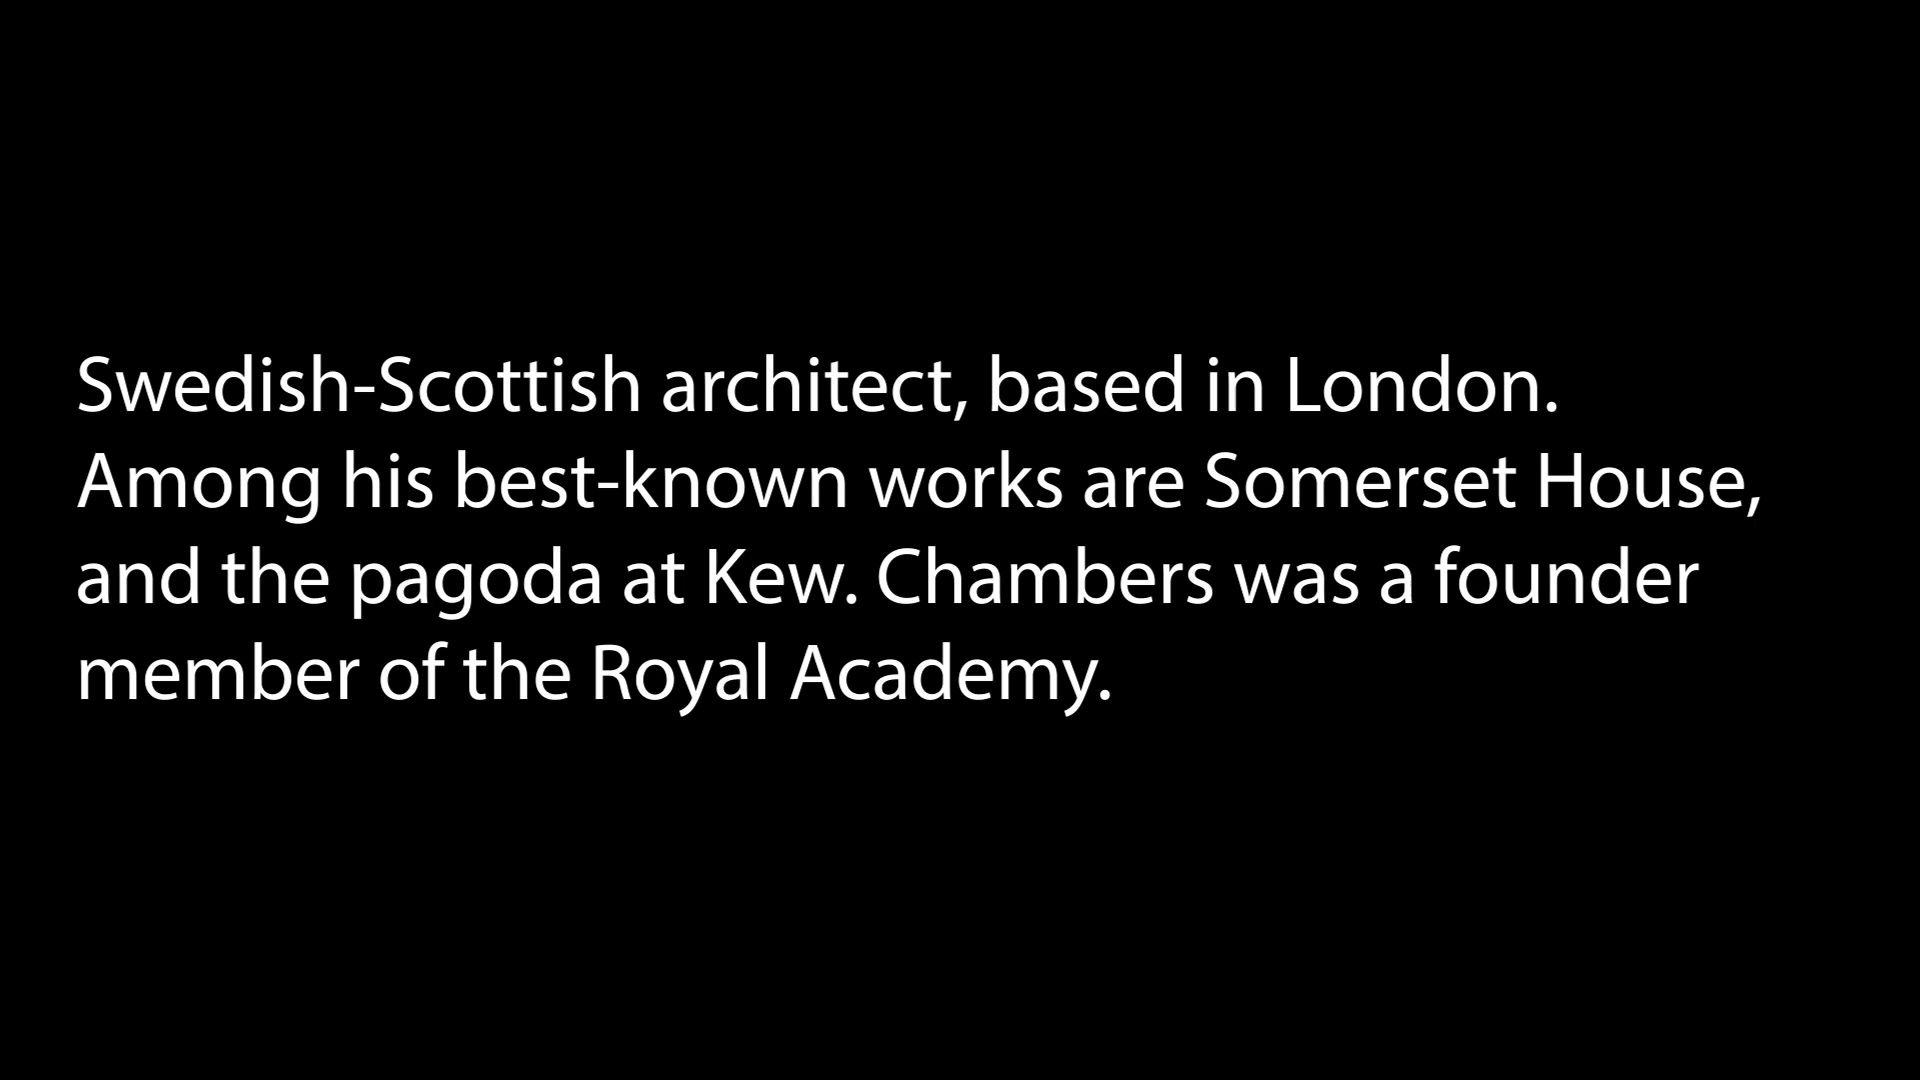 Swedish-Scottish architect, based in London.
Among his best-known works are Somerset House,
and the pagoda at Kew. Chambers was a founder
member of the Royal Academy.